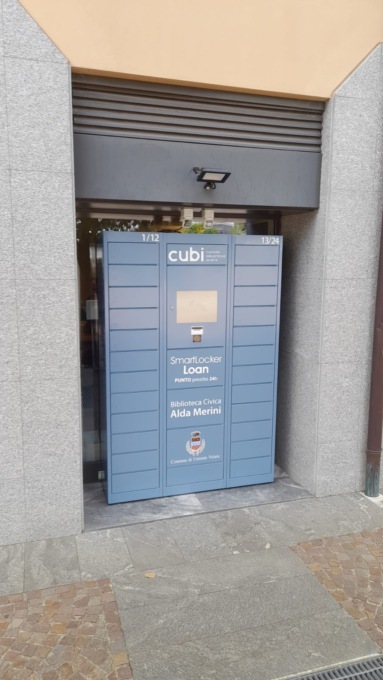 1/12
13/24
cubi
SmartLocker
Loan
PUNTO prestito 24h
Biblioteca Civica
Alda Merini